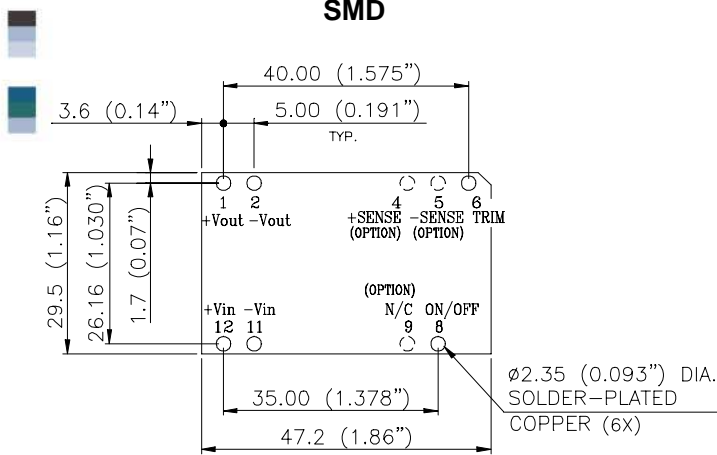 SMD
40.00 (1.575”)
3.6 (0.14”) 5.00 (0.191”)
TYP.
1 2 4 5 6
+Vout -Vout +SENSE -SENSE TRIM
(OPTION) (OPTION)
29.5 (1.16”)
26.16 (1.030”)
1.7 (0.07”)
(OPTION)
+Vin -Vin N/C ON/OFF
12 11 9 8
35.00 (1.378”)
47.2 (1.86”)
ø2.35 (0.093”) DIA.
SOLDER-PLATED
COPPER (6X)